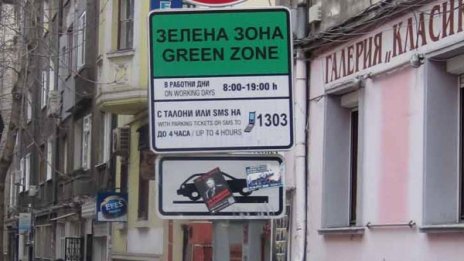 ЗЕЛЕНА ЗОНА
GREEN ZONE
В РАБОТНИ ДНИ
ON WORKING DAYS
8:00-19:00 h
С ТАЛОНИ ИЛИ SMS НА
WITH PARKING TICKETS OR SMS TO
1303
ДО 4 ЧАСА / UP TO 4 HOURS
ГАЛЕРИЯ „КЛАСИ
EFES